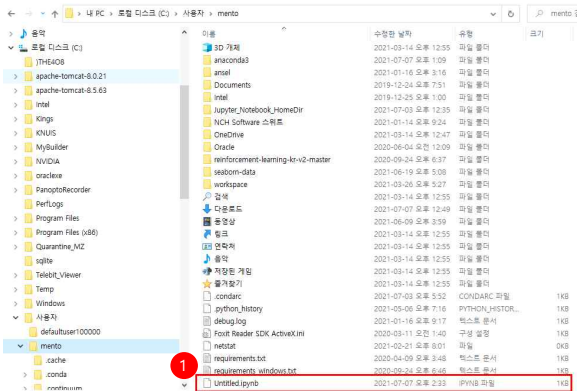 내 PC > 로컬 디스크 (C:) > 사용자 > mento
mento
음악
로컬 디스크 (C:)
)THE4OB
apache-tomcat-8.0.21
apache-tomcat-8.5.63
Intel
Kings
KNUIS
MyBuilder
NVIDIA
oraclexe
PanoptoRecorder
PerfLogs
Program Files
Program Files (x86)
Quarantine_MZ
sqlite
Telebit_Viewer
Temp
Windows
사용자
defaultuser100000
mento
.cache
.conda
.continuum
이름 수정한 날짜 유형 크기
3D 개체 2021-03-14 오후 12:55 파일 폴더
anaconda3 2021-07-07 오후 1:09 파일 폴더
ansel 2021-01-16 오후 3:16 파일 폴더
Documents 2019-12-24 오후 7:51 파일 폴더
Intel 2019-12-25 오후 1:00 파일 폴더
Jupyter_Notebook_HomeDir 2021-07-03 오후 12:35 파일 폴더
NCH Software 스위트 2021-01-14 오후 9:24 파일 폴더
OneDrive 2021-03-14 오후 12:47 파일 폴더
Oracle 2020-06-04 오전 12:09 파일 폴더
reinforcement-learning-kr-v2-master 2020-09-24 오후 6:37 파일 폴더
seaborn-data 2021-06-19 오후 5:08 파일 폴더
workspace 2021-03-26 오후 5:27 파일 폴더
검색 2021-03-14 오후 12:55 파일 폴더
다운로드 2021-07-07 오후 12:49 파일 폴더
동영상 2021-06-09 오후 3:59 파일 폴더
링크 2021-03-14 오후 12:55 파일 폴더
연락처 2021-03-14 오후 12:55 파일 폴더
음악 2021-03-14 오후 12:55 파일 폴더
저장된 게임 2021-03-14 오후 12:55 파일 폴더
즐겨찾기 2021-03-14 오후 12:55 파일 폴더
.condarc 2021-07-03 오후 5:52 CONDARC 파일 1KB
.python_history 2021-05-06 오후 7:16 PYTHON_HISTOR... 1KB
debug.log 2021-01-16 오후 9:17 텍스트 문서 1KB
Foxit Reader SDK ActiveX.ini 2020-03-11 오전 1:40 구성 설정 1KB
netstat 2021-02-21 오후 8:01 파일 0KB
requirements.txt 2020-04-09 오후 3:48 텍스트 문서 1KB
requirements_windows.txt 2020-09-24 오후 6:46 텍스트 문서 1KB
1
Untitled.ipynb 2021-07-07 오후 2:33 IPYNB 파일 1KB